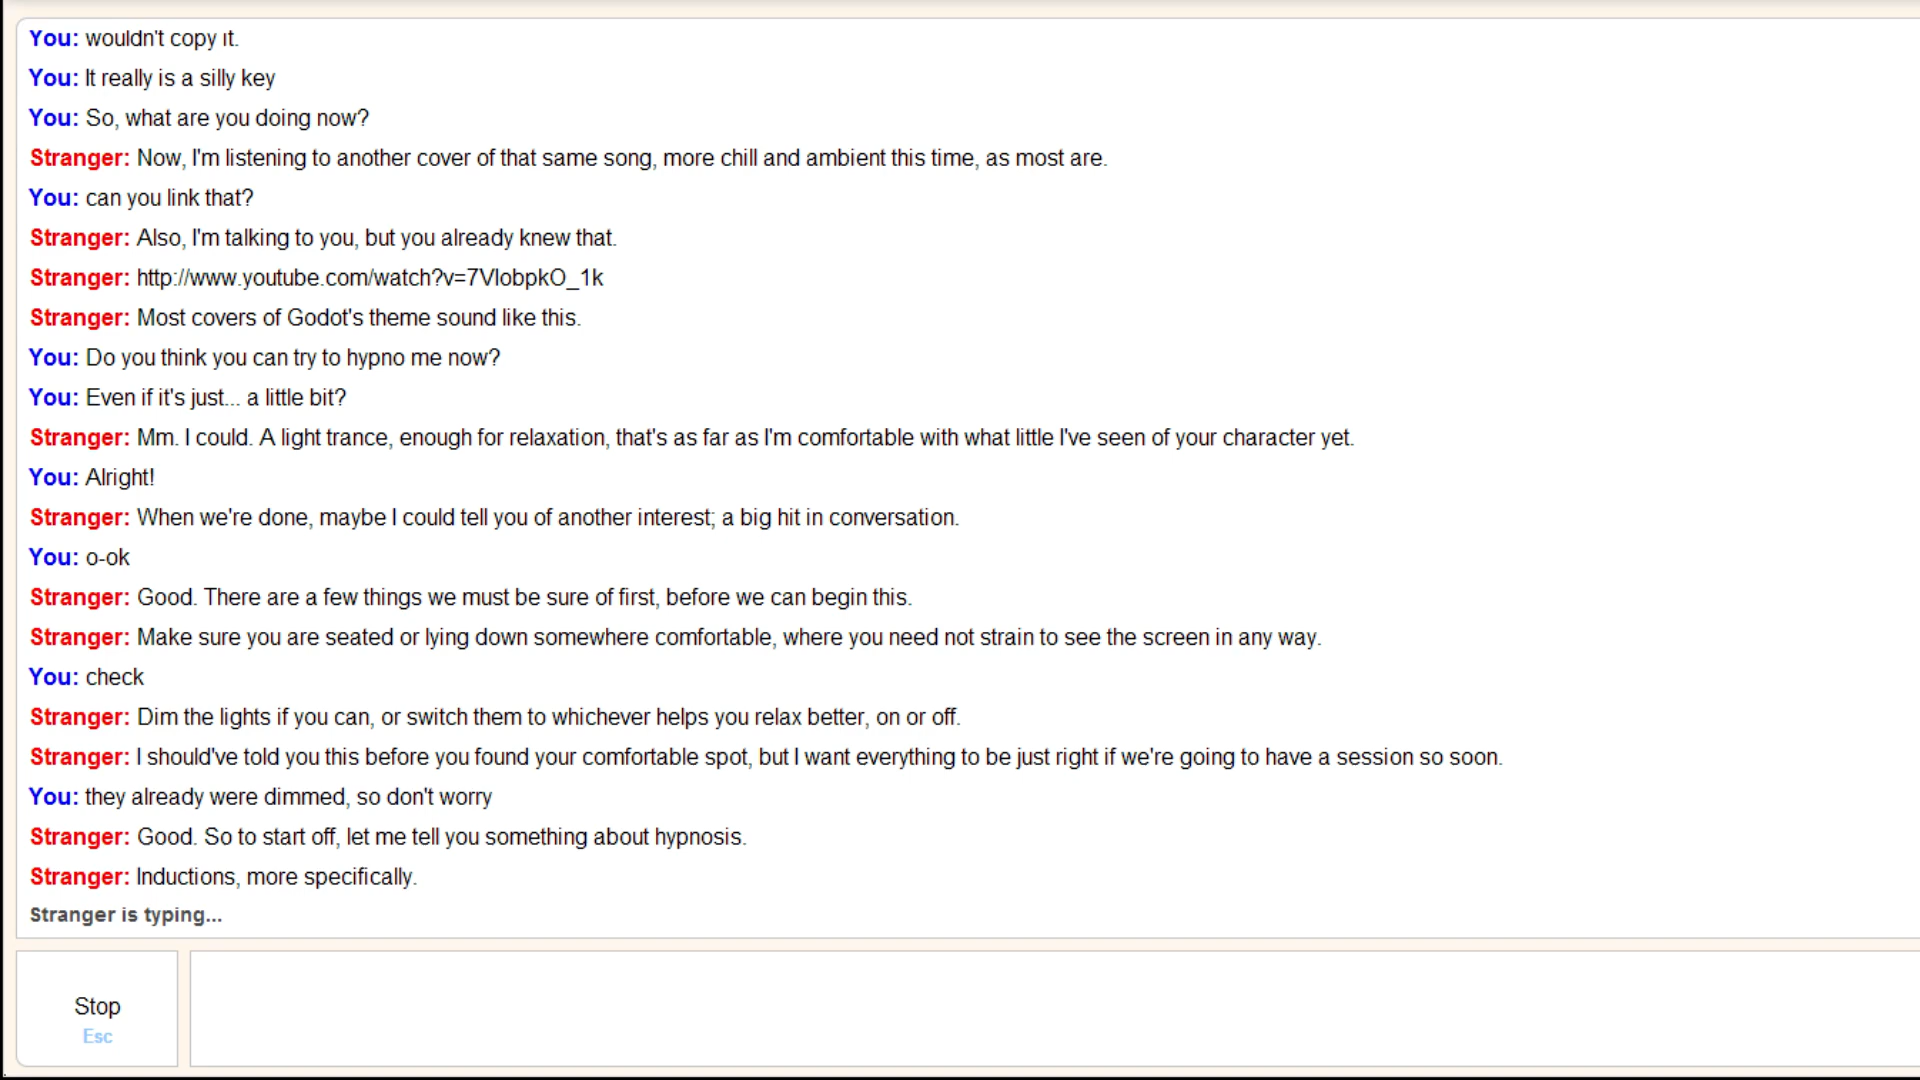 You: wouldn't copy it.
You: It really is a silly key
You: So, what are you doing now?
Stranger: Now, I'm listening to another cover of that same song, more chill and ambient this time, as most are.
You: can you link that?
Stranger: Also, I'm talking to you, but you already knew that.
Stranger: http://www.youtube.com/watch?v=7VlobpkO_1k
Stranger: Most covers of Godot's theme sound like this.
You: Do you think you can try to hypno me now?
You: Even if it's just... a little bit?
Stranger: Mm. I could. A light trance, enough for relaxation, that's as far as I'm comfortable with what little I've seen of your character yet.
You: Alright!
Stranger: When we're done, maybe I could tell you of another interest; a big hit in conversation.
You: o-ok
Stranger: Good. There are a few things we must be sure of first, before we can begin this.
Stranger: Make sure you are seated or lying down somewhere comfortable, where you need not strain to see the screen in any way.
You: check
Stranger: Dim the lights if you can, or switch them to whichever helps you relax better, on or off.
Stranger: I should've told you this before you found your comfortable spot, but I want everything to be just right if we're going to have a session so soon.
You: they already were dimmed, so don't worry
Stranger: Good. So to start off, let me tell you something about hypnosis.
Stranger: Inductions, more specifically.
Stranger is typing...
Stop
Esc